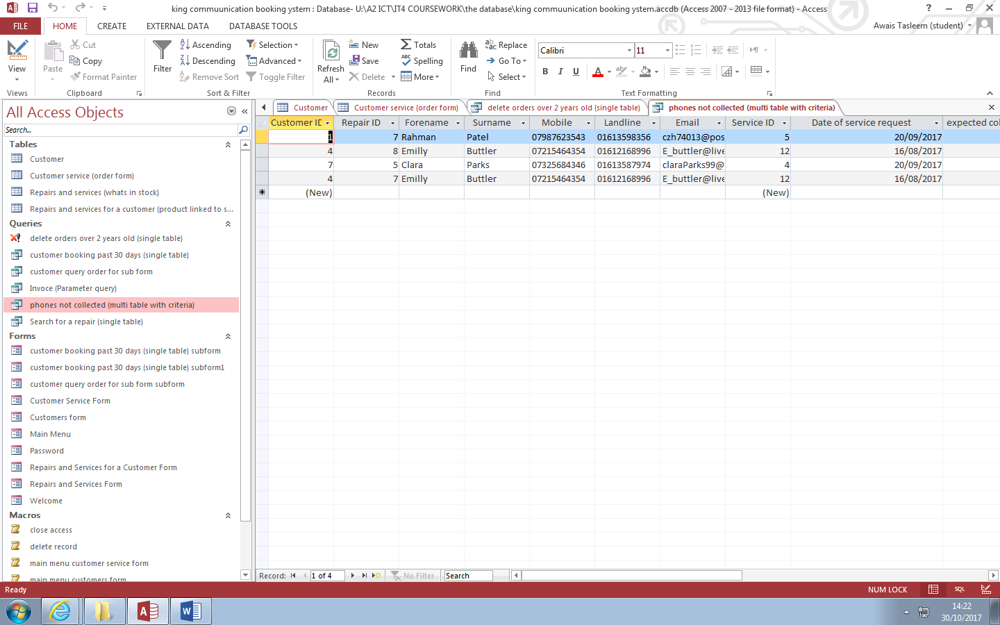 king commuunication booking ystem : Database- U:\A2 ICT\IT4 COURSEWORK\the database\king commuunication booking ystem.accdb (Access 2007 - 2013 file format) - Access
FILE HOME CREATE EXTERNAL DATA DATABASE TOOLS Awais Tasleem (student)
View Paste Cut Copy Format Painter
Filter Ascending Descending Remove Sort Selection Advanced Toggle Filter
Refresh All New Save Delete Totals Spelling More
Find Replace Go To Select
Calibri 11
B I U A
Views Clipboard Sort & Filter Records Find Text Formatting
All Access Objects
Search...
Tables
Customer
Customer service (order form)
Repairs and services (whats in stock)
Repairs and services for a customer (product linked to s...
Queries
delete orders over 2 years old (single table)
customer booking past 30 days (single table)
customer query order for sub form
Invoce (Parameter query)
phones not collected (multi table with criteria)
Search for a repair (single table)
Forms
customer booking past 30 days (single table) subform
customer booking past 30 days (single table) subform1
customer query order for sub form subform
Customer Service Form
Customers form
Main Menu
Password
Repairs and Services for a Customer Form
Repairs and Services Form
Welcome
Macros
close access
delete record
main menu customer service form
main menu customers form
Customer Customer service (order form) delete orders over 2 years old (single table) phones not collected (multi table with criteria)
Customer ID Repair ID Forename Surname Mobile Landline Email Service ID Date of service request expected col
1 7 Rahman Patel 07987623543 01613598356 czh74013@pos 5 20/09/2017
4 8 Emilly Buttler 07215464354 01612168996 E_buttler@live 12 16/08/2017
7 5 Clara Parks 07325684346 01613587974 claraParks99@ 4 20/09/2017
4 7 Emilly Buttler 07215464354 01612168996 E_buttler@live 12 16/08/2017
(New) (New)
Record: 1 of 4 No Filter Search
Ready NUM LOCK SQL
14:22
30/10/2017